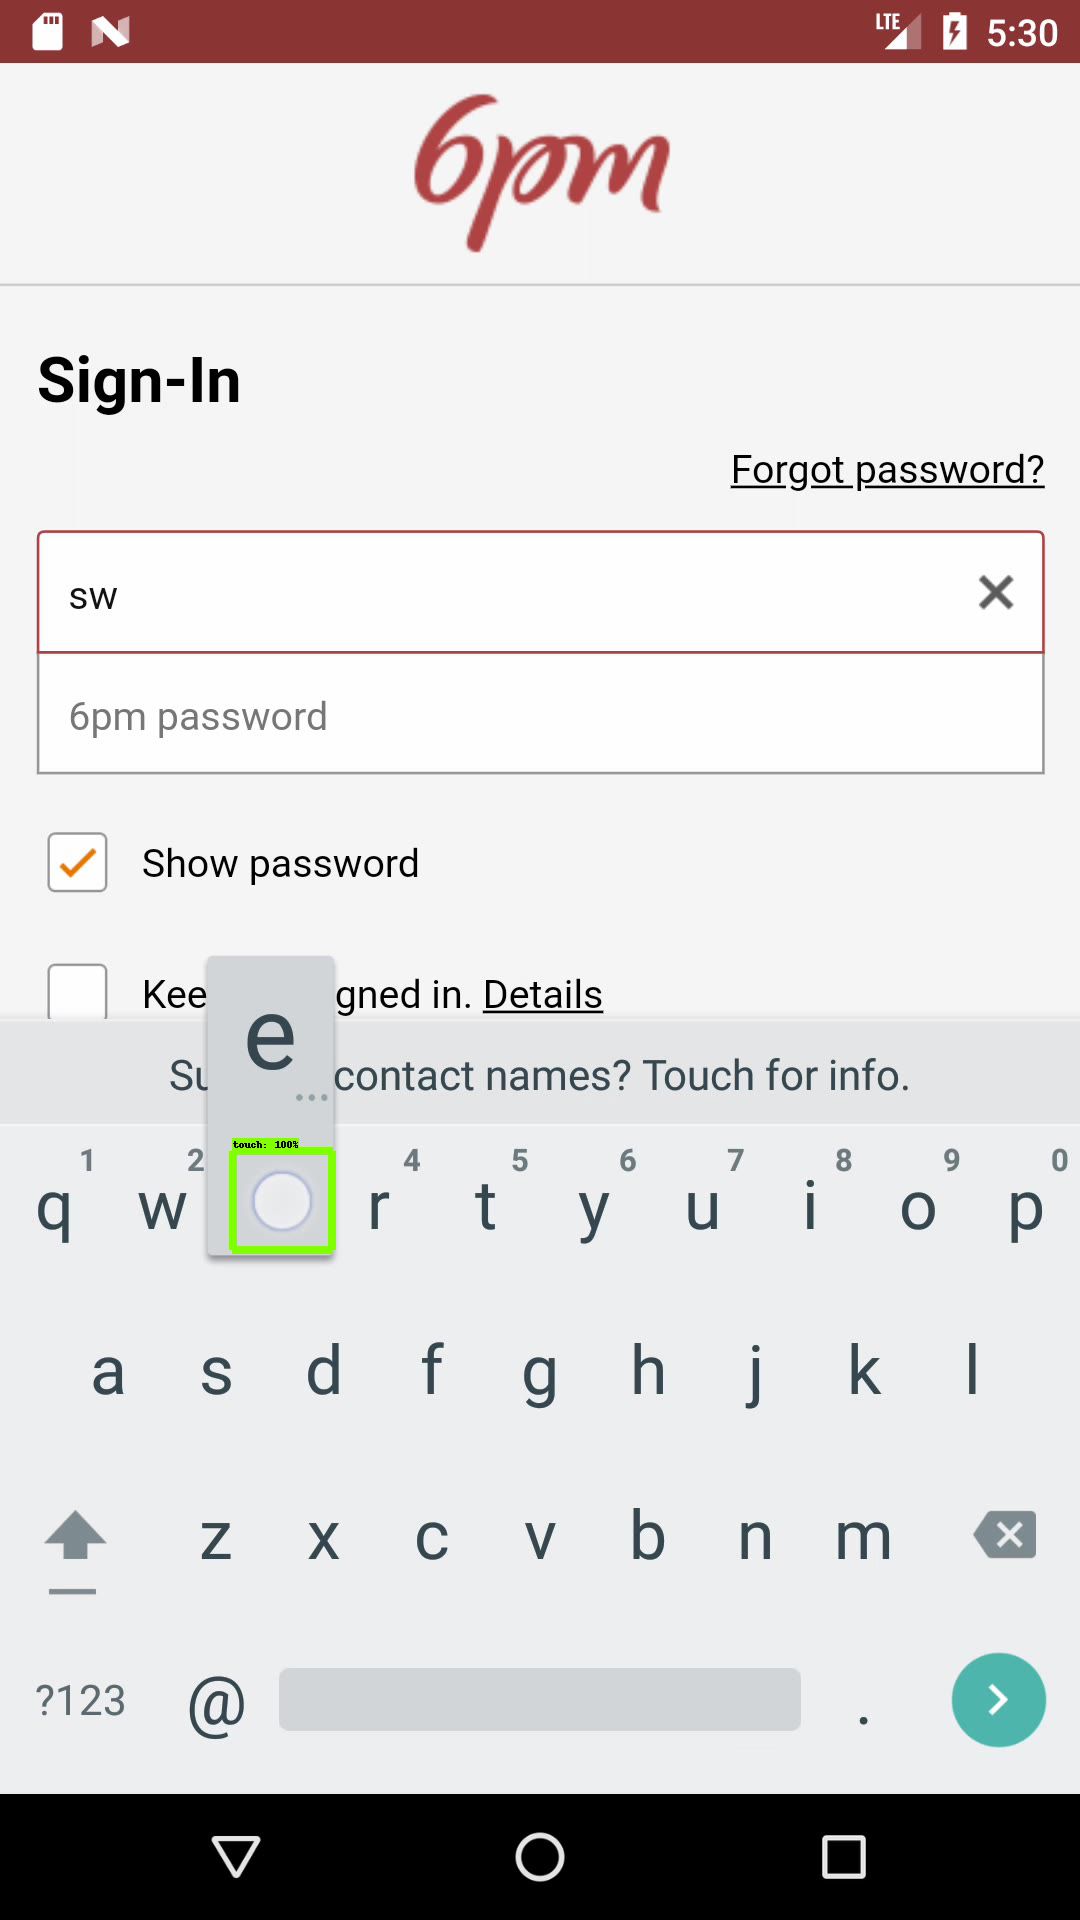 LTE 5:30
6pm
Sign-In
Forgot password?
sw
6pm password
Show password
Kee gned in. Details
Su contact names? Touch for info.
e
...
touch: 100%
1 2 4 5 6 7 8 9 0
q w r t y u i o p
a s d f g h j k l
z x c v b n m
?123 @ .